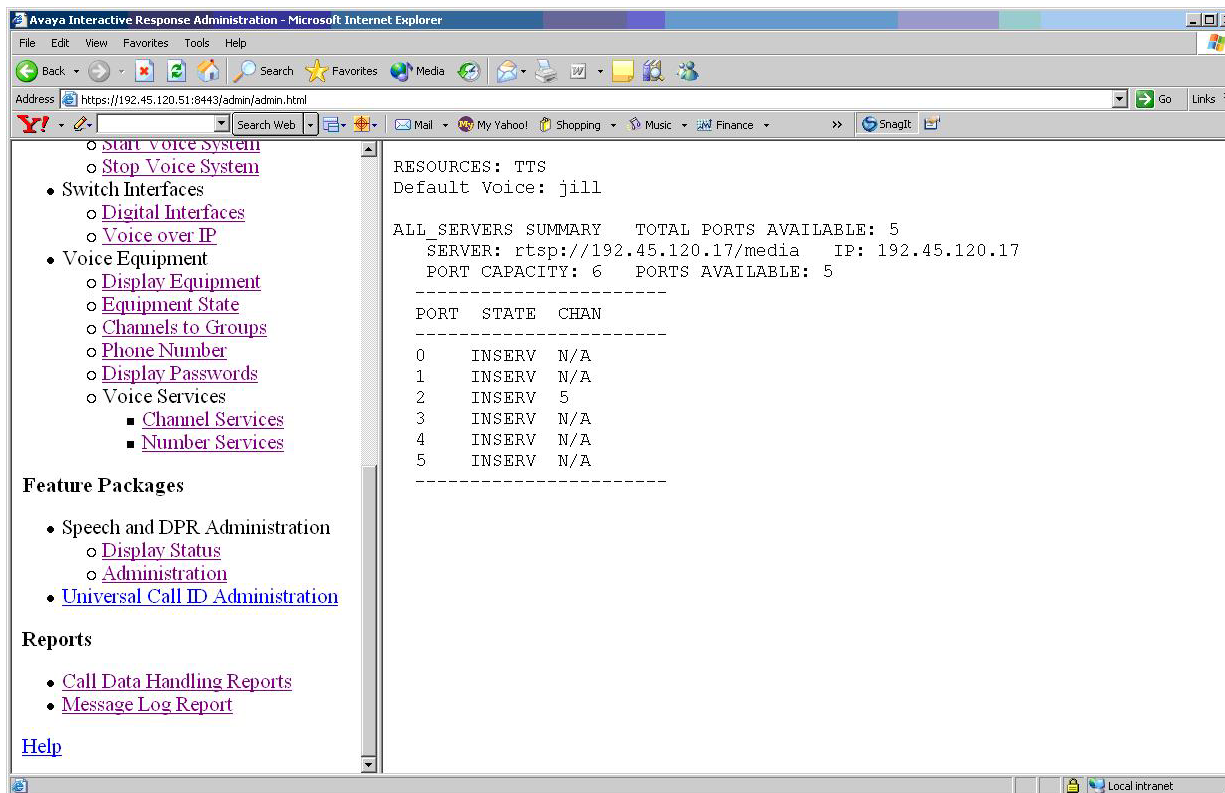 Avaya Interactive Response Administration - Microsoft Internet Explorer
File Edit View Favorites Tools Help
Back Search Favorites Media
Address https://192.45.120.51:8443/admin/admin.html Go Links
Y! Search Web Mail My Yahoo! Shopping Music Finance » SnagIt
Start Voice System
Stop Voice System
Switch Interfaces
Digital Interfaces
Voice over IP
Voice Equipment
Display Equipment
Equipment State
Channels to Groups
Phone Number
Display Passwords
Voice Services
Channel Services
Number Services
Feature Packages
Speech and DPR Administration
Display Status
Administration
Universal Call ID Administration
Reports
Call Data Handling Reports
Message Log Report
Help
RESOURCES: TTS
Default Voice: jill
ALL_SERVERS SUMMARY TOTAL PORTS AVAILABLE: 5
SERVER: rtsp://192.45.120.17/media IP: 192.45.120.17
PORT CAPACITY: 6 PORTS AVAILABLE: 5
-----------------------
PORT STATE CHAN
-----------------------
0 INSERV N/A
1 INSERV N/A
2 INSERV 5
3 INSERV N/A
4 INSERV N/A
5 INSERV N/A
-----------------------
Local intranet